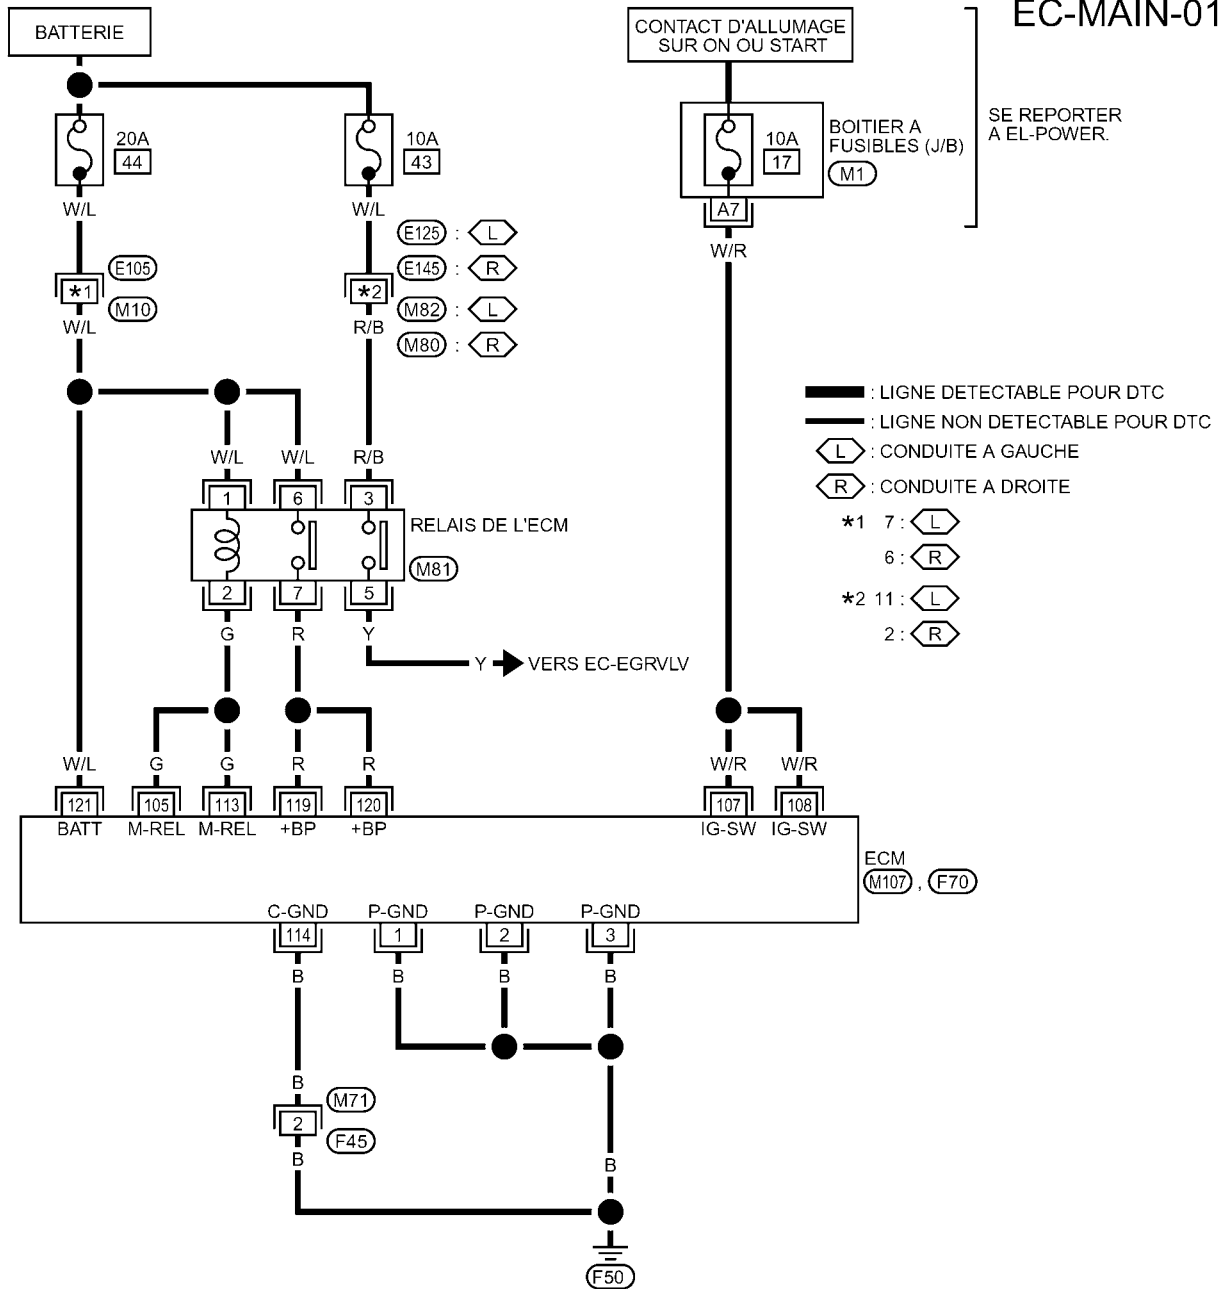 EC-MAIN-01
BATTERIE
CONTACT D'ALLUMAGE
SUR ON OU START
SE REPORTER
A EL-POWER.
20A
44
10A
43
10A
17
BOITIER A
FUSIBLES (J/B)
M1
A7
W/L
W/L
W/R
E125 : L
E145 : R
M82 : L
M80 : R
E105
*1
M10
*2
W/L
R/B
: LIGNE DETECTABLE POUR DTC
: LIGNE NON DETECTABLE POUR DTC
L : CONDUITE A GAUCHE
R : CONDUITE A DROITE
*1 7 : L
6 : R
*2 11 : L
2 : R
W/L W/L R/B
1 6 3
RELAIS DE L'ECM
M81
2 7 5
G R Y
Y VERS EC-EGRVLV
W/L G G R R W/R W/R
121 105 113 119 120 107 108
BATT M-REL M-REL +BP +BP IG-SW IG-SW
ECM
M107 , F70
C-GND P-GND P-GND P-GND
114 1 2 3
B B B B
B
M71
2
F45
B
B
F50